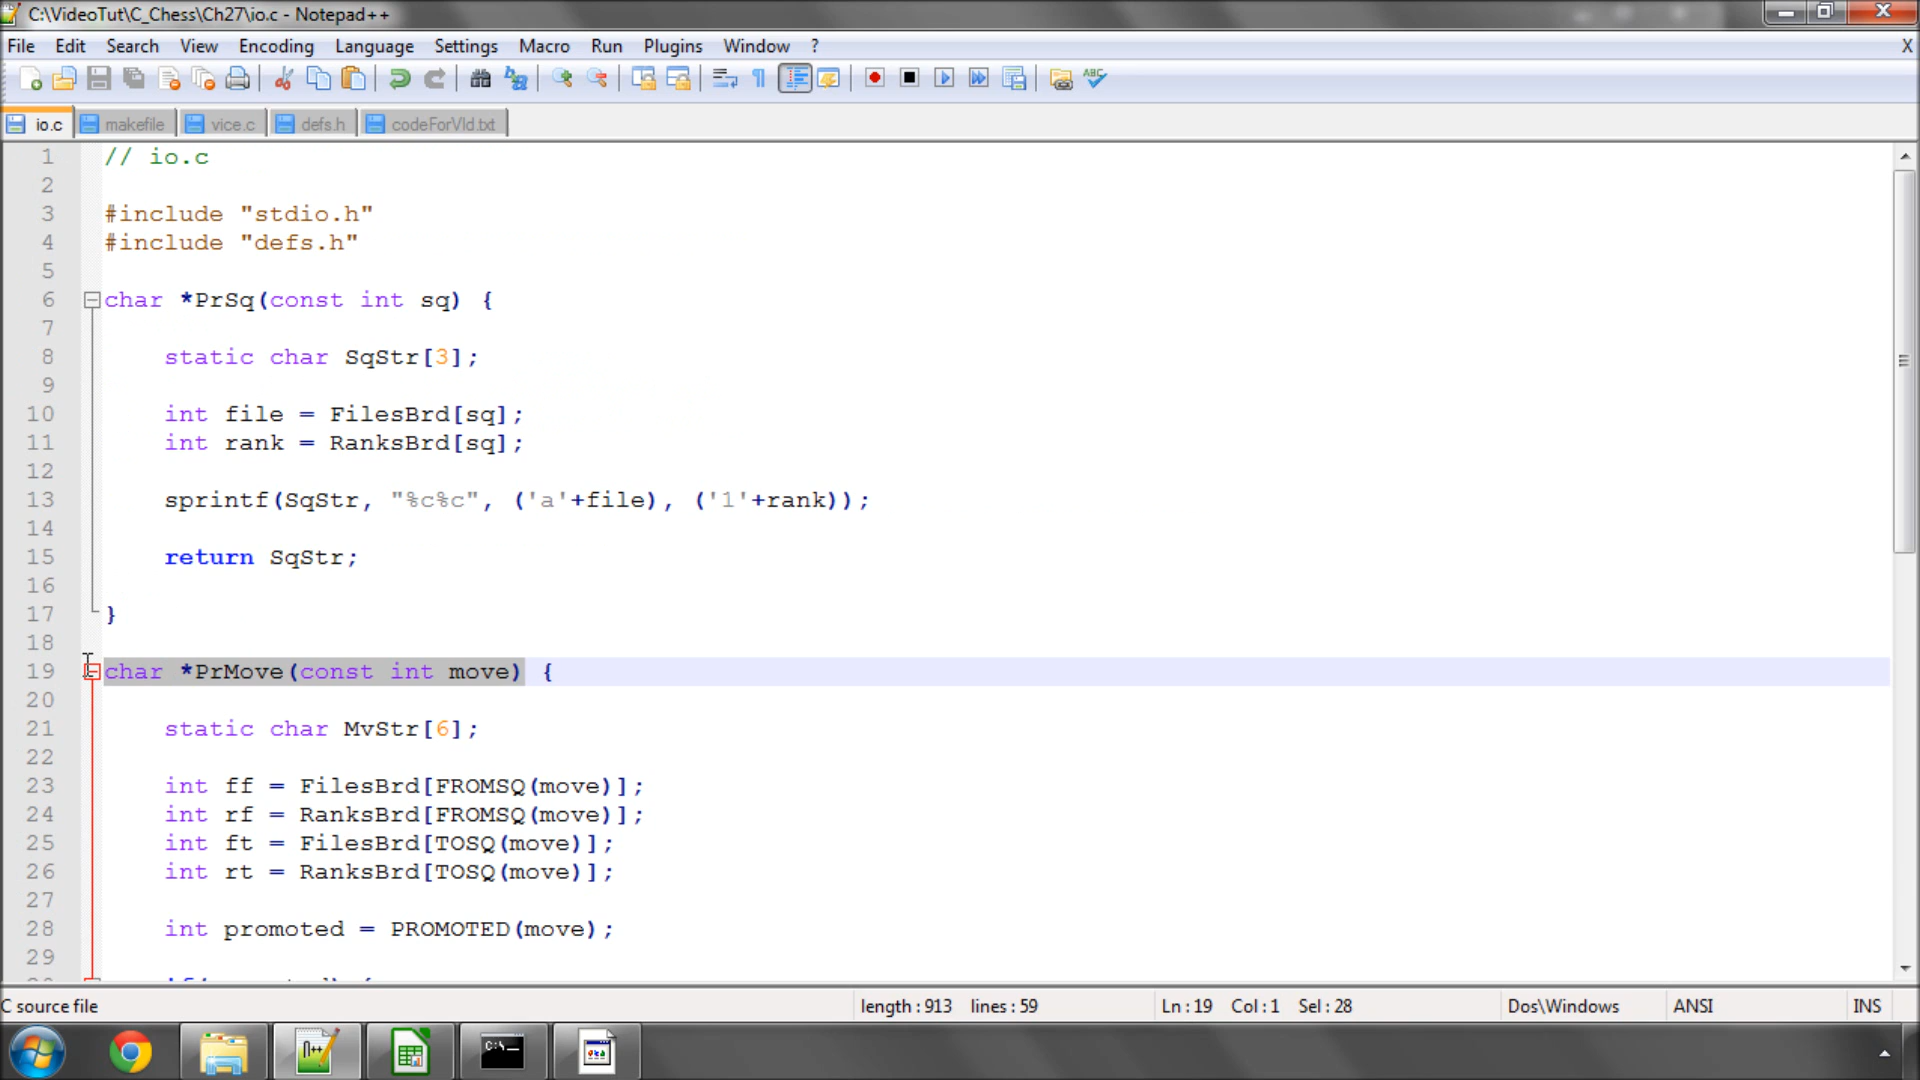 C:\VideoTut\C_Chess\Ch27\io.c - Notepad++
File Edit Search View Encoding Language Settings Macro Run Plugins Window ? X
io.c makefile vice.c defs.h codeForVid.txt
1 // io.c
2
3 #include "stdio.h"
4 #include "defs.h"
5
6 char *PrSq(const int sq) {
7
8 static char SqStr[3];
9
10 int file = FilesBrd[sq];
11 int rank = RanksBrd[sq];
12
13 sprintf(SqStr, "%c%c", ('a'+file), ('1'+rank));
14
15 return SqStr;
16
17 }
18
19 char *PrMove(const int move) {
20
21 static char MvStr[6];
22
23 int ff = FilesBrd[FROMSQ(move)];
24 int rf = RanksBrd[FROMSQ(move)];
25 int ft = FilesBrd[TOSQ(move)];
26 int rt = RanksBrd[TOSQ(move)];
27
28 int promoted = PROMOTED(move);
29
C source file length : 913 lines : 59 Ln : 19 Col : 1 Sel : 28 Dos\Windows ANSI INS